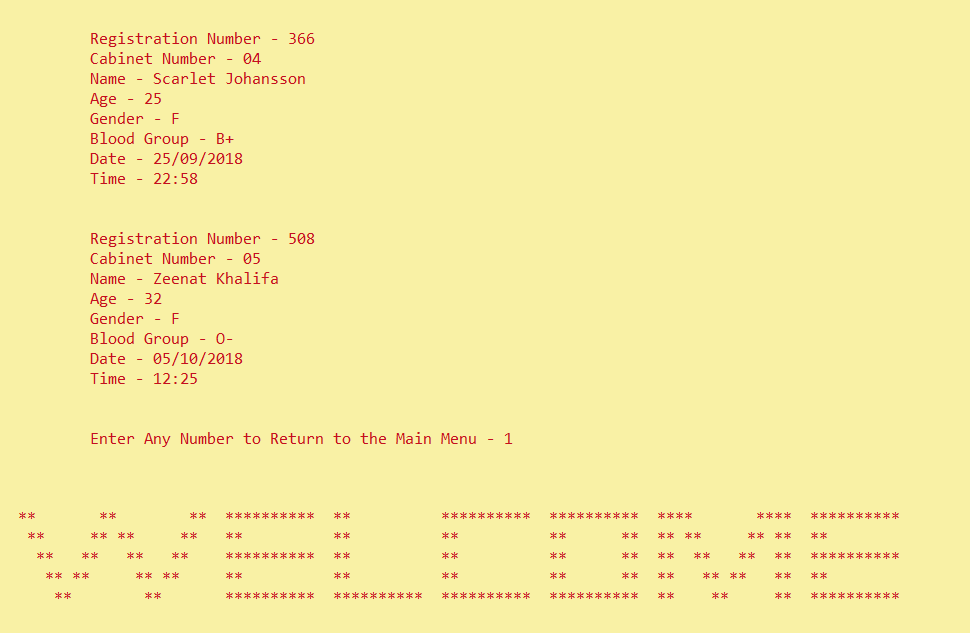 Registration Number - 366
Cabinet Number - 04
Name - Scarlet Johansson
Age - 25
Gender - F
Blood Group - B+
Date - 25/09/2018
Time - 22:58
Registration Number - 508
Cabinet Number - 05
Name - Zeenat Khalifa
Age - 32
Gender - F
Blood Group - O-
Date - 05/10/2018
Time - 12:25
Enter Any Number to Return to the Main Menu - 1
WELCOME